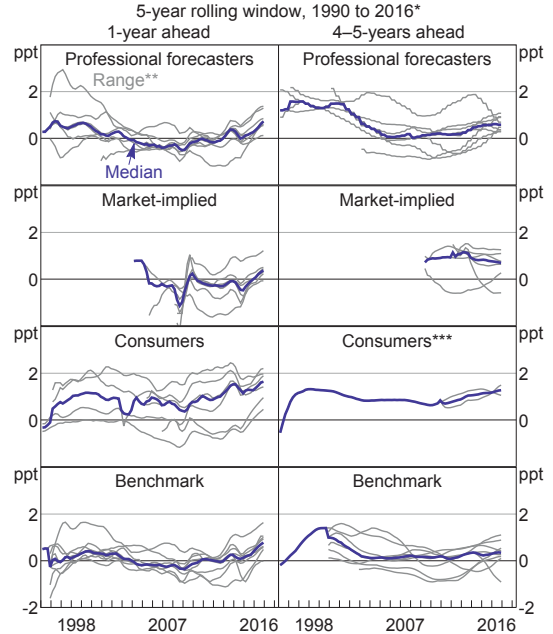 5-year rolling window, 1990 to 2016*
1-year ahead 4–5-years ahead
ppt ppt
Professional forecasters Professional forecasters
Range**
2 2
0 0
Median
Market-implied Market-implied
2 2
0 0
ppt ppt
Consumers Consumers***
2 2
0 0
ppt ppt
Benchmark Benchmark
2 2
0 0
-2 -2
1998 2007 2016 1998 2007 2016